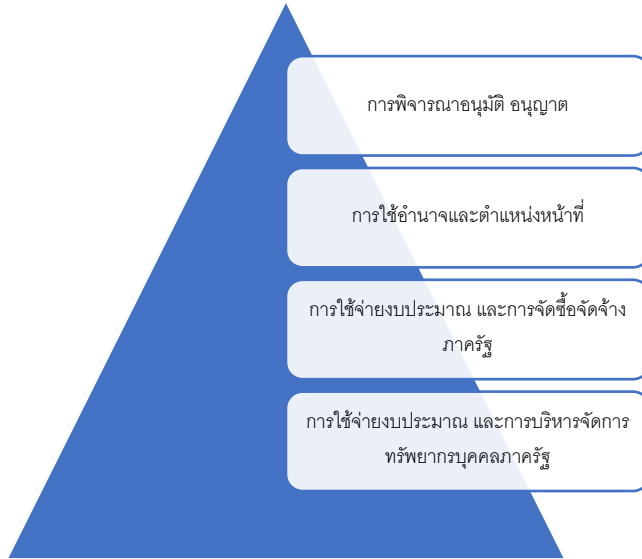 การพิจารณาอนุมัติ อนุญาต
การใช้อำนาจและตำแหน่งหน้าที่
การใช้จ่ายงบประมาณ และการจัดซื้อจัดจ้าง
ภาครัฐ
การใช้จ่ายงบประมาณ และการบริหารจัดการ
ทรัพยากรบุคคลภาครัฐ